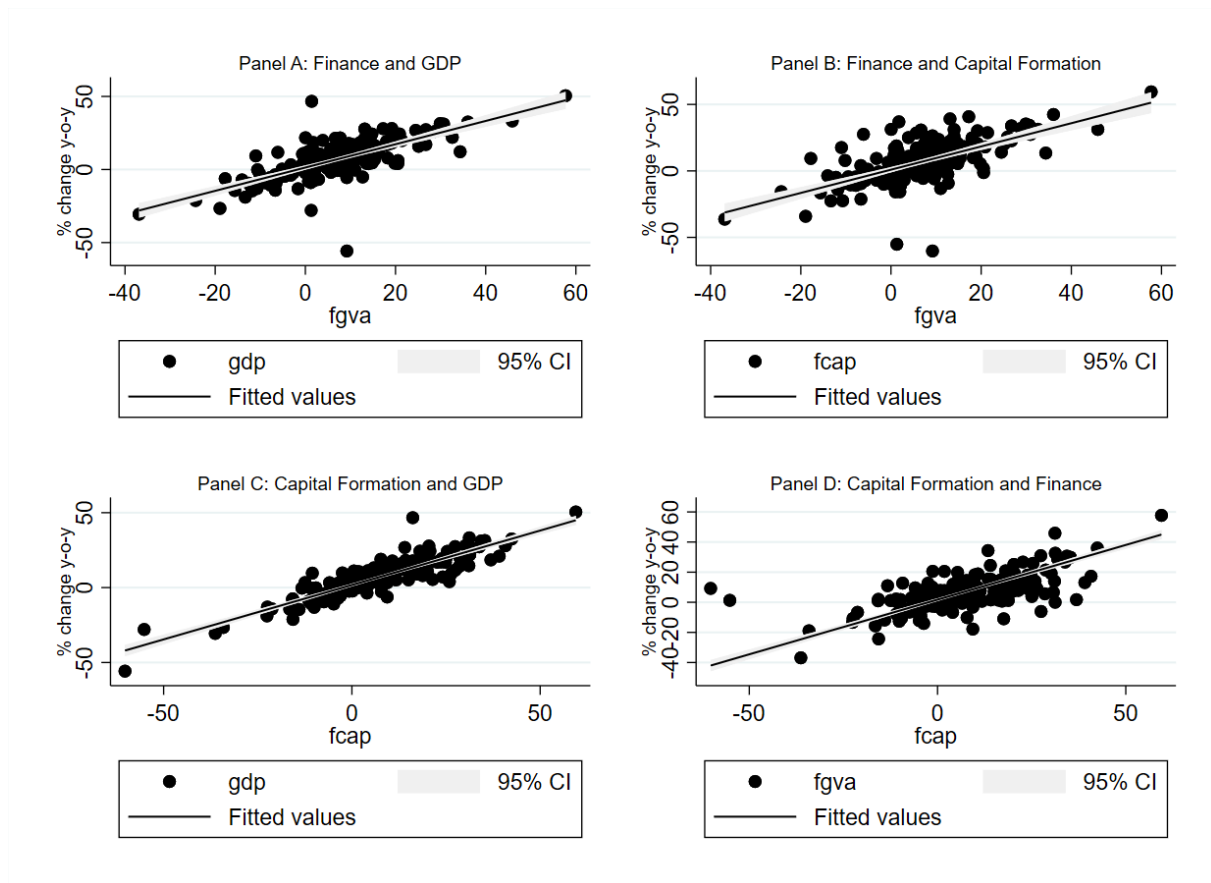 Panel A: Finance and GDP
% change y-o-y
50
0
-50
-40 -20 0 20 40 60
fgva
gdp 95% CI
Fitted values
Panel B: Finance and Capital Formation
% change y-o-y
50
0
-50
-40 -20 0 20 40 60
fgva
fcap 95% CI
Fitted values
Panel C: Capital Formation and GDP
% change y-o-y
50
0
-50
-50 0 50
fcap
gdp 95% CI
Fitted values
Panel D: Capital Formation and Finance
% change y-o-y
60
40
20
0
-20
-40
-50 0 50
fcap
fgva 95% CI
Fitted values